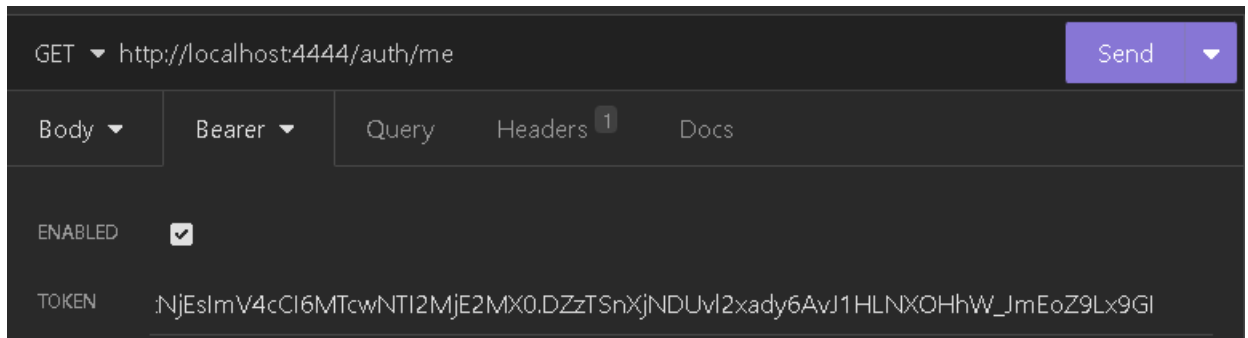 GET http://localhost:4444/auth/me Send
Body Bearer Query Headers 1 Docs
ENABLED
TOKEN NjEsImV4cCI6MTcwNTI2MjE2MX0.DZzTSnXjNDUvl2xady6AvJ1HLNXOHhW_JmEoZ9Lx9GI